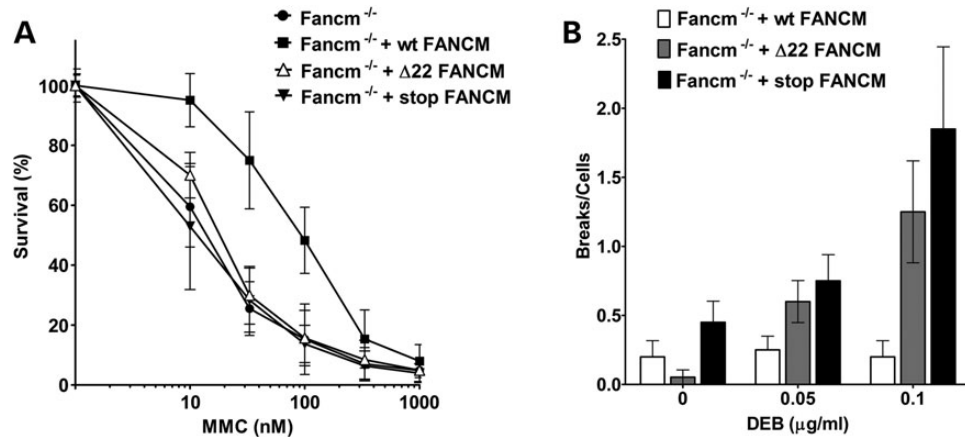 A
Fancm -/-
Fancm -/- + wt FANCM
Fancm -/- + Δ22 FANCM
Fancm -/- + stop FANCM
Survival (%)
100
80
60
40
20
0
10 100 1000
MMC (nM)
B
Fancm -/- + wt FANCM
Fancm -/- + Δ22 FANCM
Fancm -/- + stop FANCM
Breaks/Cells
2.5
2.0
1.5
1.0
0.5
0.0
0 0.05 0.1
DEB (μg/ml)